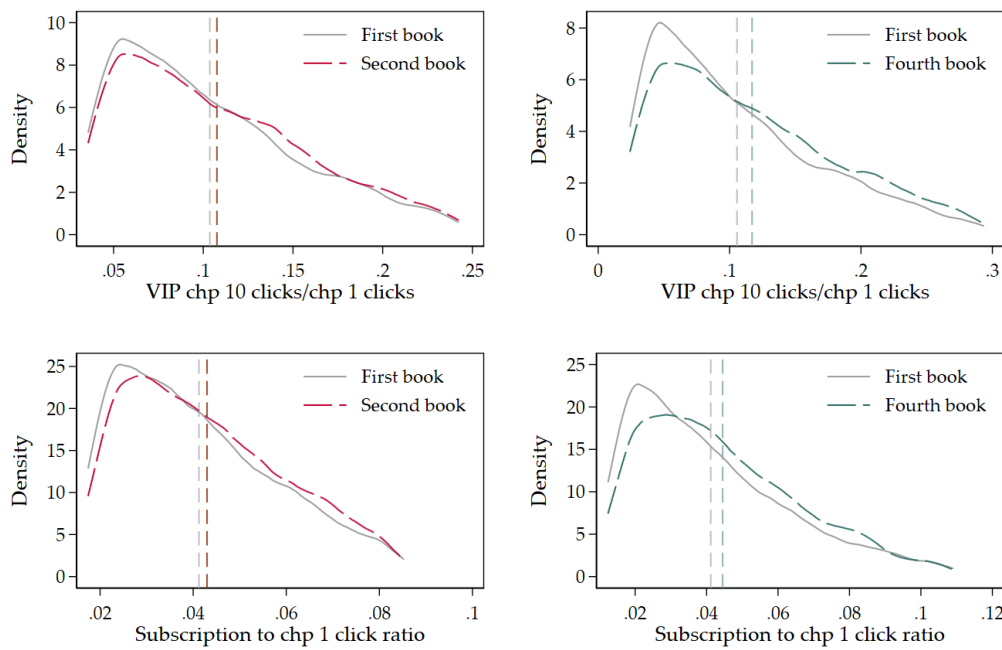 10
8
6
4
2
0
Density
First book
Second book
.05 .1 .15 .2 .25
VIP chp 10 clicks/chp 1 clicks
8
6
4
2
0
Density
First book
Fourth book
0 .1 .2 .3
VIP chp 10 clicks/chp 1 clicks
25
20
15
10
5
0
Density
First book
Second book
.02 .04 .06 .08 .1
Subscription to chp 1 click ratio
25
20
15
10
5
0
Density
First book
Fourth book
.02 .04 .06 .08 .1 .12
Subscription to chp 1 click ratio